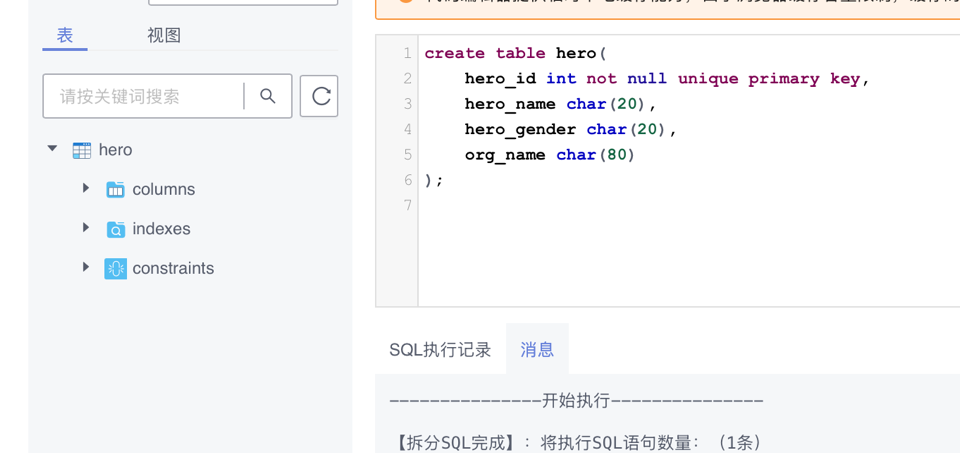 表 视图
请按关键词搜索
hero
columns
indexes
constraints
1 create table hero(
2 hero_id int not null unique primary key,
3 hero_name char(20),
4 hero_gender char(20),
5 org_name char(80)
6 );
7
SQL执行记录 消息
---------------开始执行---------------
【拆分SQL完成】：将执行SQL语句数量：（1条）